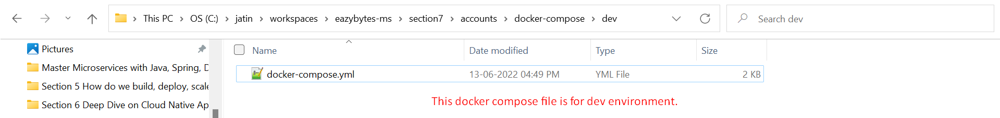 This PC > OS (C:) > jatin > workspaces > eazybytes-ms > section7 > accounts > docker-compose > dev
Search dev
Pictures
Master Microservices with Java, Spring, D
Section 5 How do we build, deploy, scale
Section 6 Deep Dive on Cloud Native Ap
Name Date modified Type Size
docker-compose.yml 13-06-2022 04:49 PM YML File 2 KB
This docker compose file is for dev environment.